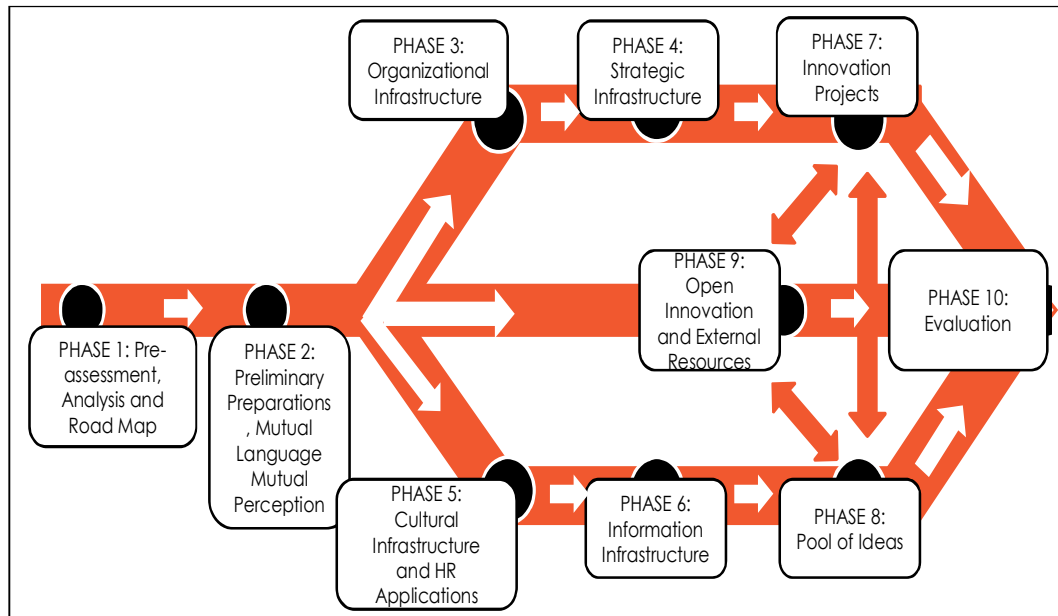 PHASE 3:
Organizational
Infrastructure
PHASE 4:
Strategic
Infrastructure
PHASE 7:
Innovation
Projects
PHASE 1: Pre-
assessment,
Analysis and
Road Map
PHASE 2:
Preliminary
Preparations
, Mutual
Language
Mutual
Perception
PHASE 9:
Open
Innovation
and External
Resources
PHASE 10:
Evaluation
PHASE 5:
Cultural
Infrastructure
and HR
Applications
PHASE 6:
Information
Infrastructure
PHASE 8:
Pool of Ideas